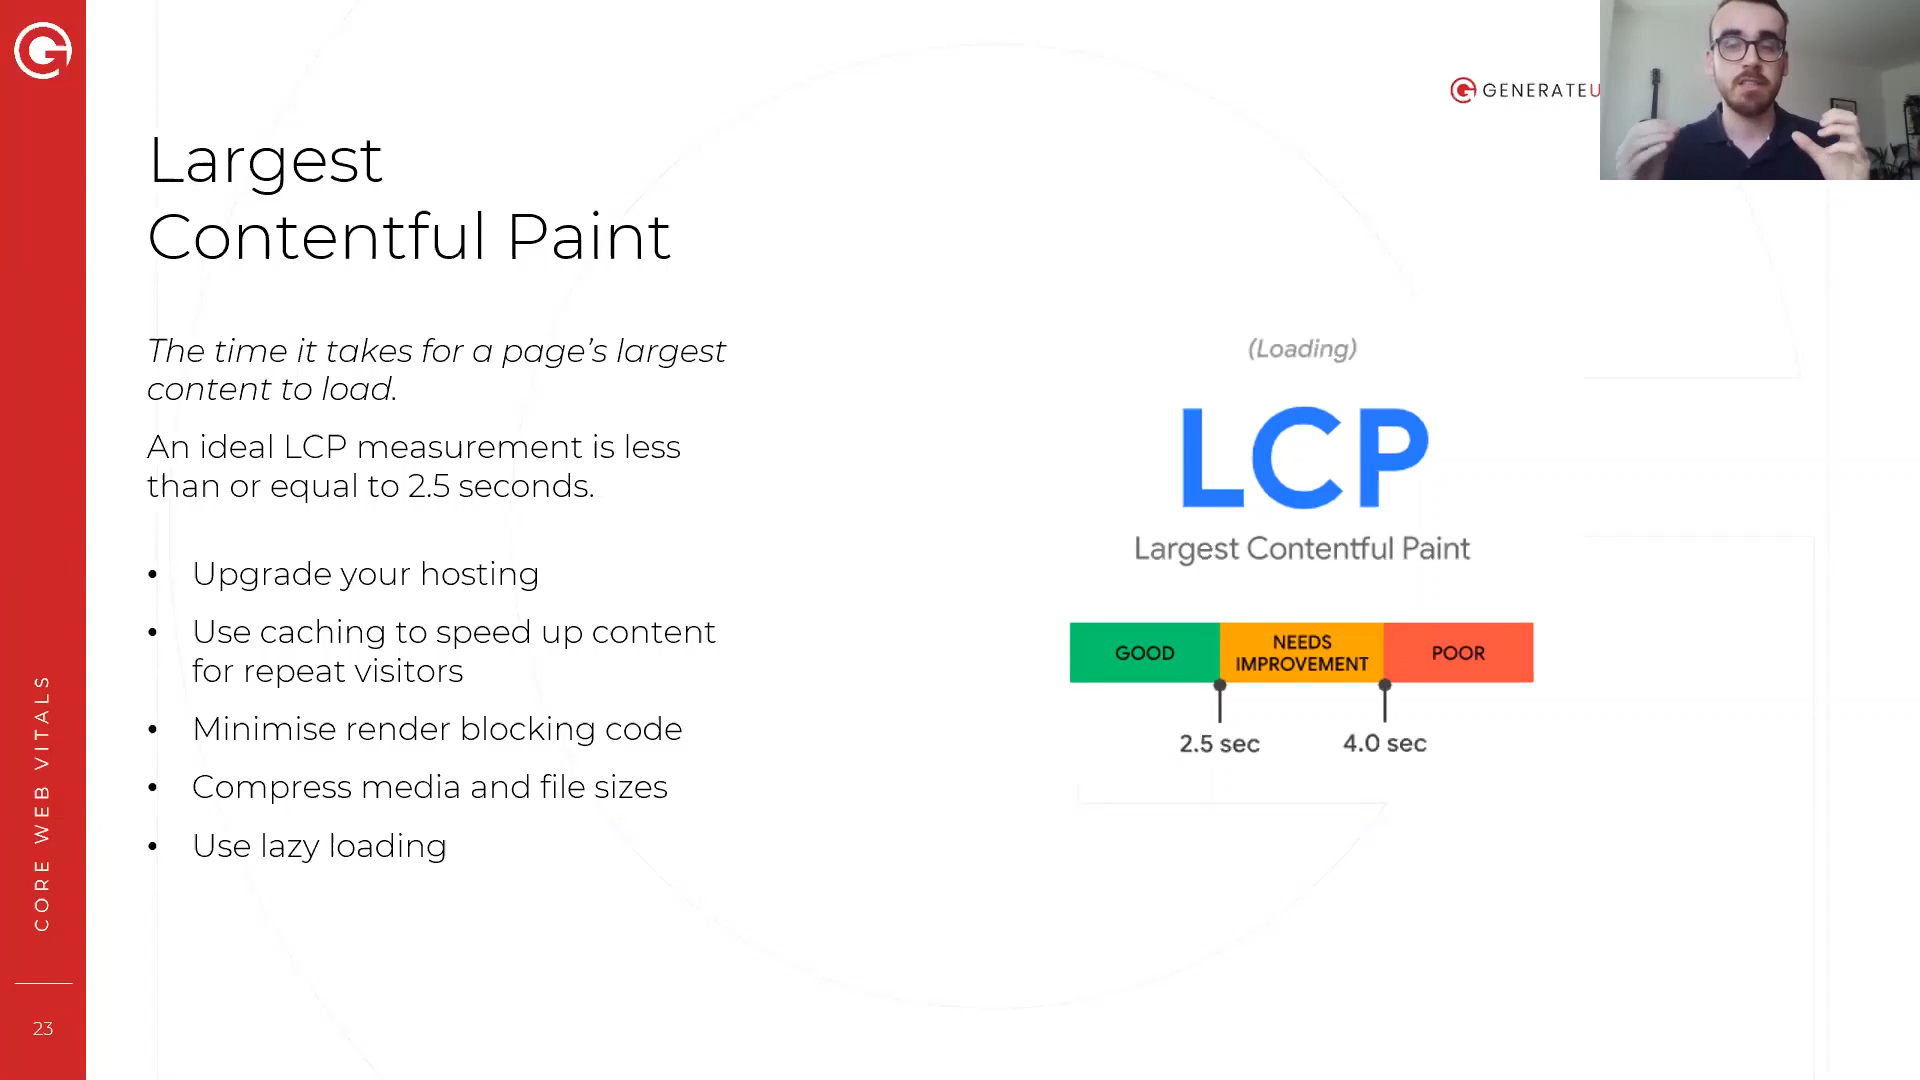 GENERATEU
Largest
Contentful Paint
The time it takes for a page’s largest
content to load.
An ideal LCP measurement is less
than or equal to 2.5 seconds.
• Upgrade your hosting
• Use caching to speed up content
for repeat visitors
• Minimise render blocking code
• Compress media and file sizes
• Use lazy loading
(Loading)
LCP
Largest Contentful Paint
GOOD
NEEDS
IMPROVEMENT
POOR
2.5 sec
4.0 sec
CORE WEB VITALS
23